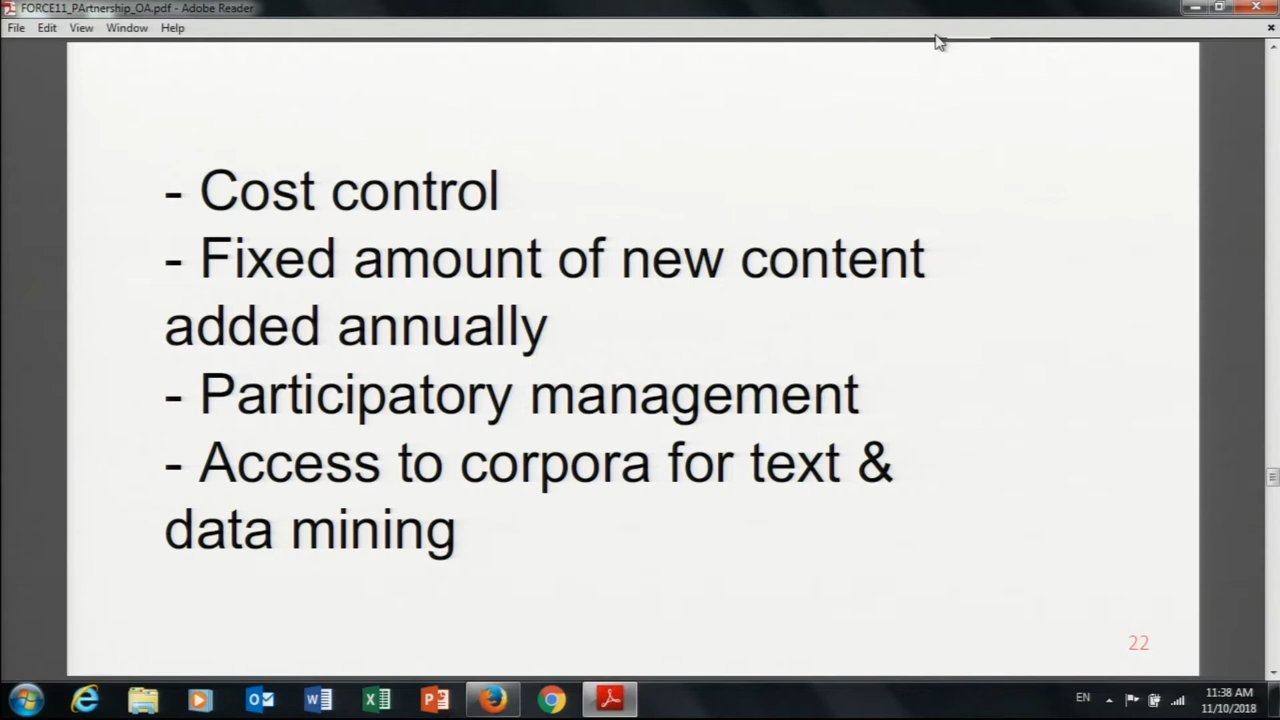 FORCE11_PArtnership_OA.pdf - Adobe Reader
File Edit View Window Help
- Cost control
- Fixed amount of new content
added annually
- Participatory management
- Access to corpora for text &
data mining
22
EN
11:38 AM
11/10/2018